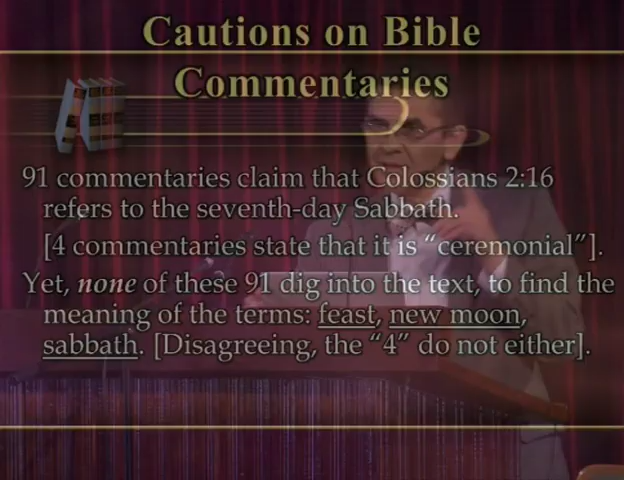 Cautions on Bible
Commentaries
91 commentaries claim that Colossians 2:16
refers to the seventh-day Sabbath.
[4 commentaries state that it is “ceremonial”].
Yet, none of these 91 dig into the text, to find the
meaning of the terms: feast, new moon,
sabbath. [Disagreeing, the “4” do not either].